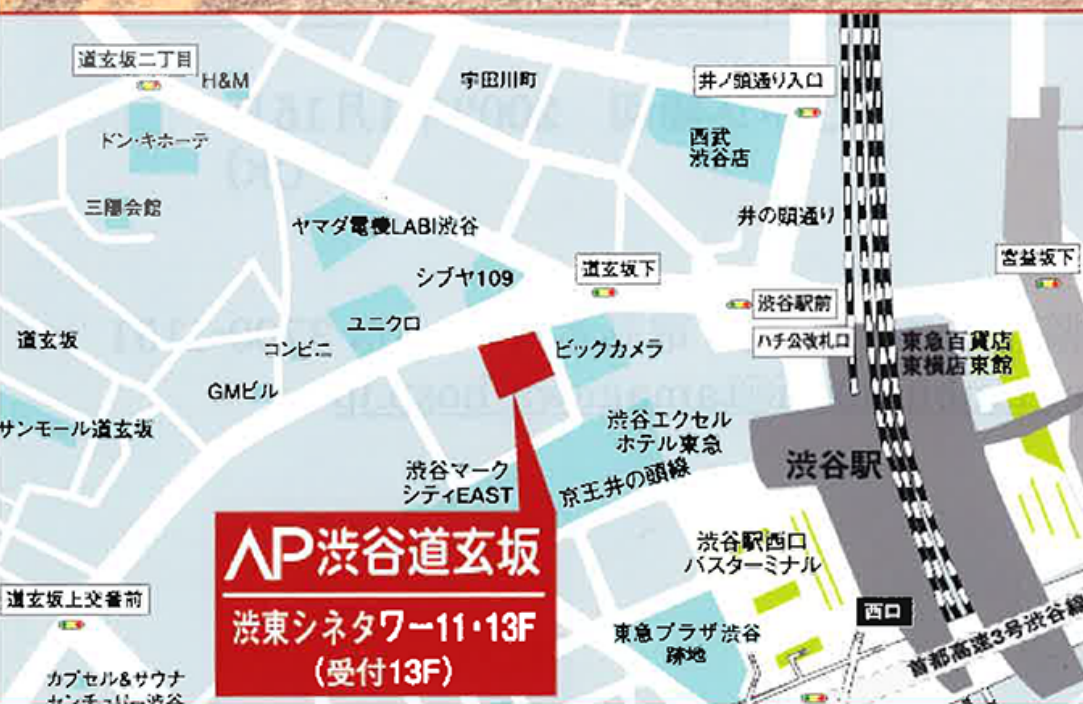 道玄坂二丁目
H&M
宇田川町
井ノ頭通り入口
ドン・キホーテ
西武
渋谷店
三陽会館
井の頭通り
ヤマダ電機LABI渋谷
宮益坂下
シブヤ109
道玄坂下
渋谷駅前
ユニクロ
道玄坂
コンビニ
ビックカメラ
ハチ公改札口
東急百貨店
東横店東館
GMビル
サンモール道玄坂
渋谷エクセル
ホテル東急
渋谷駅
渋谷マーク
シティEAST
京王井の頭線
AP渋谷道玄坂
渋東シネタワー11・13F
(受付13F)
渋谷駅西口
バスターミナル
道玄坂上交番前
西口
東急プラザ渋谷
跡地
首都高速3号渋谷線
カプセル&サウナ
センチュリー渋谷